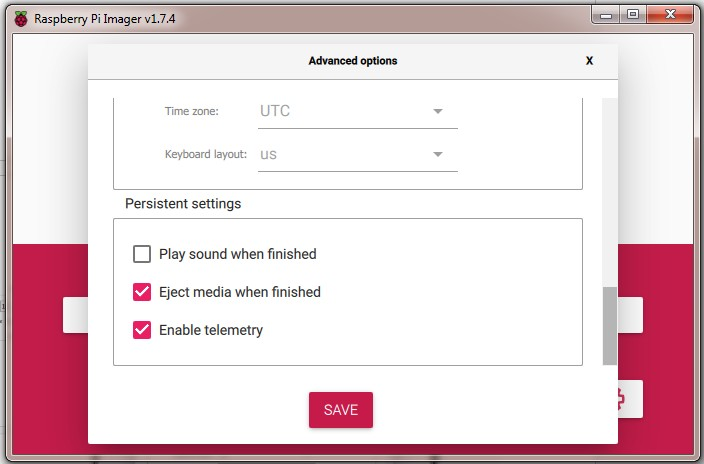 Raspberry Pi Imager v1.7.4
Advanced options
X
Time zone:
UTC
Keyboard layout:
us
Persistent settings
Play sound when finished
Eject media when finished
Enable telemetry
SAVE